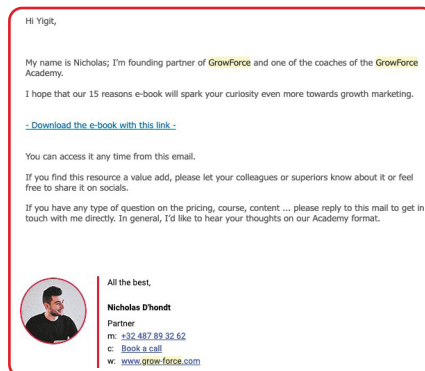 Hi Yigit,
My name is Nicholas; I'm founding partner of GrowForce and one of the coaches of the GrowForce
Academy.
I hope that our 15 reasons e-book will spark your curiosity even more towards growth marketing.
- Download the e-book with this link -
You can access it any time from this email.
If you find this resource a value add, please let your colleagues or superiors know about it or feel
free to share it on socials.
If you have any type of question on the pricing, course, content ... please reply to this mail to get in
touch with me directly. In general, I'd like to hear your thoughts on our Academy format.
All the best,
Nicholas D'hondt
Partner
m: +32 487 89 32 62
c: Book a call
w: www.grow-force.com